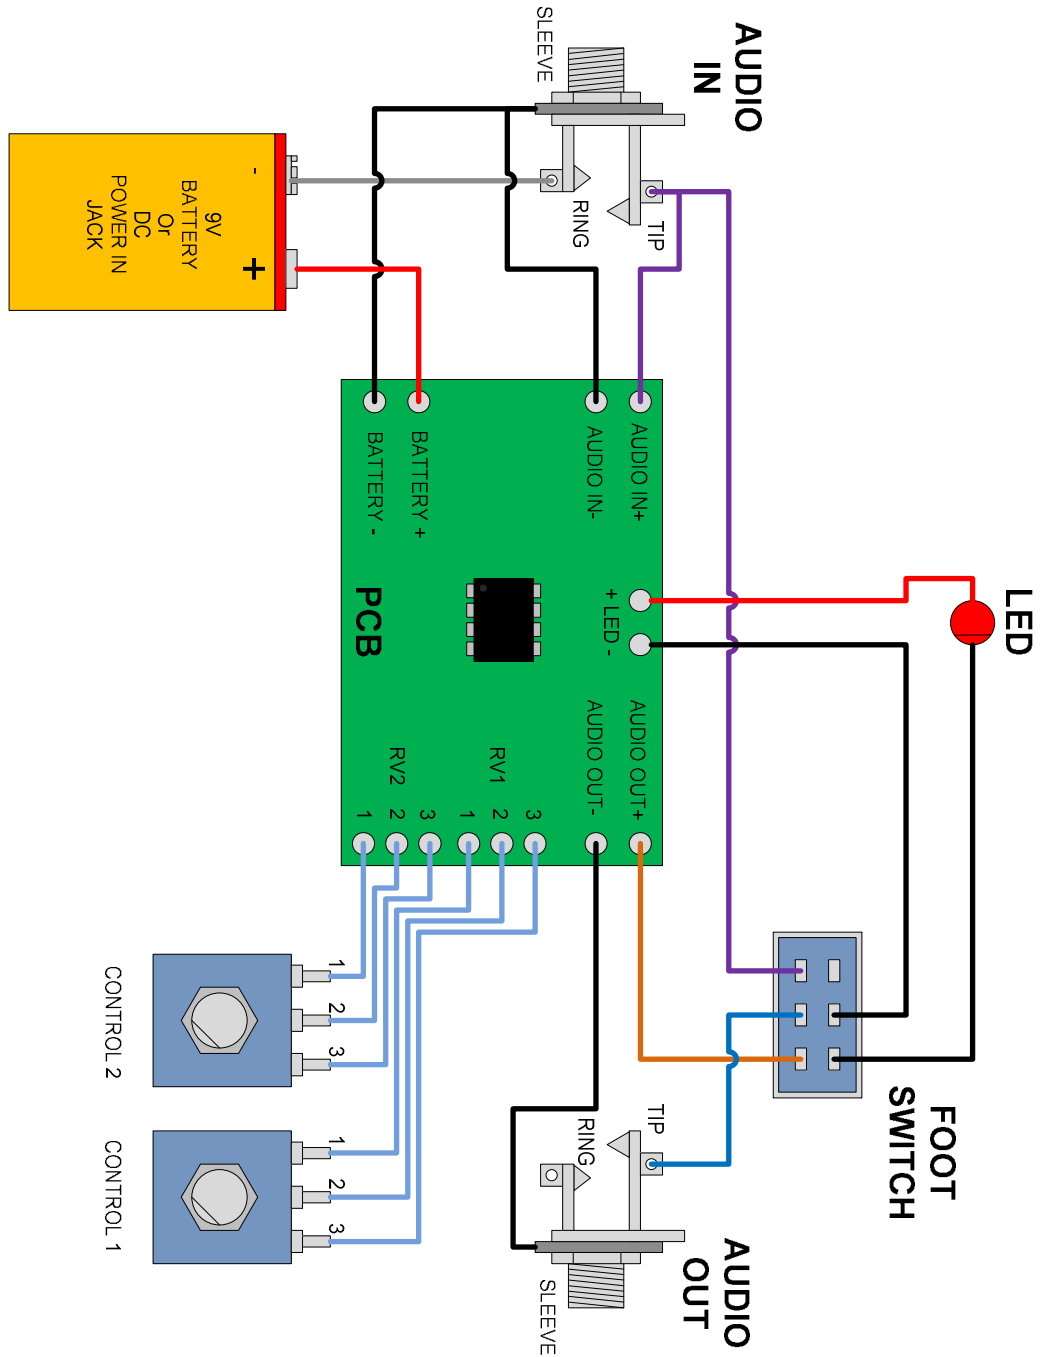 AUDIO
IN
SLEEVE
RING
TIP
-
+
9V
BATTERY
Or
DC
POWER IN
JACK
AUDIO IN+
AUDIO IN-
BATTERY +
BATTERY -
+ LED -
PCB
LED
AUDIO OUT+
AUDIO OUT-
RV1
RV2
1
2
3
1
2
3
FOOT
SWITCH
1
2
3
CONTROL 2
1
2
3
CONTROL 1
TIP
RING
SLEEVE
AUDIO
OUT